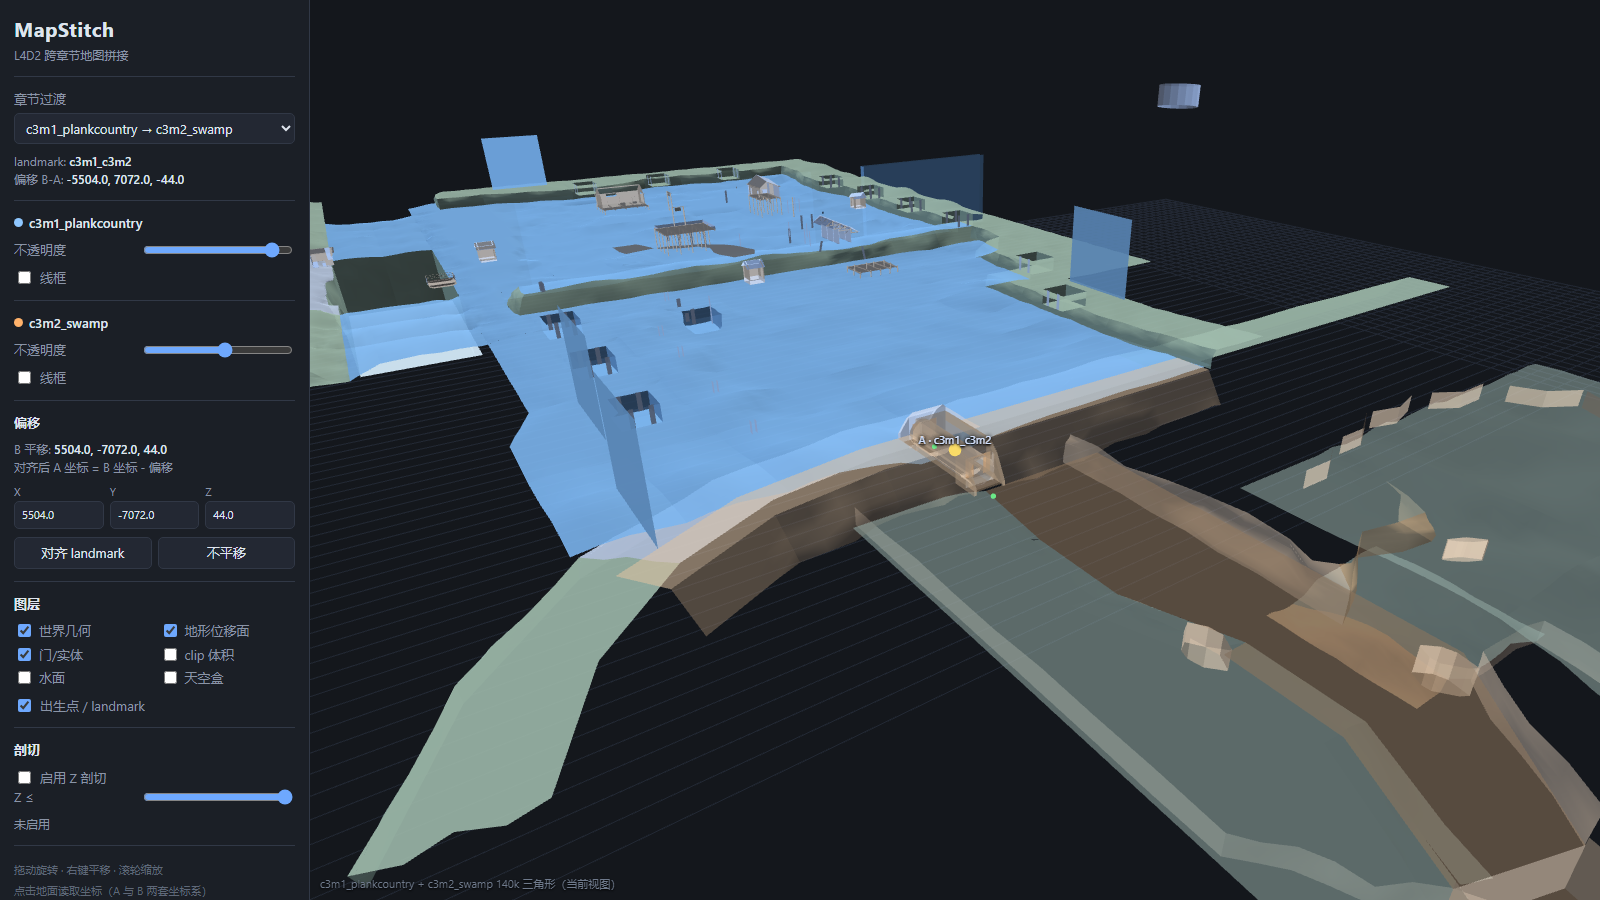 MapStitch
L4D2 跨章节地图拼接
章节过渡
c3m1_plankcountry → c3m2_swamp
landmark: c3m1_c3m2
偏移 B-A: -5504.0, 7072.0, -44.0
c3m1_plankcountry
不透明度
线框
c3m2_swamp
不透明度
线框
偏移
B 平移: 5504.0, -7072.0, 44.0
对齐后 A 坐标 = B 坐标 - 偏移
X Y Z
5504.0 -7072.0 44.0
对齐 landmark 不平移
图层
世界几何 地形位移面
门/实体 clip 体积
水面 天空盒
出生点 / landmark
剖切
启用 Z 剖切
Z ≤
未启用
拖动旋转 · 右键平移 · 滚轮缩放
点击地面读取坐标（A 与 B 两套坐标系）
A · c3m1_c3m2
c3m1_plankcountry + c3m2_swamp 140k 三角形（当前视图）